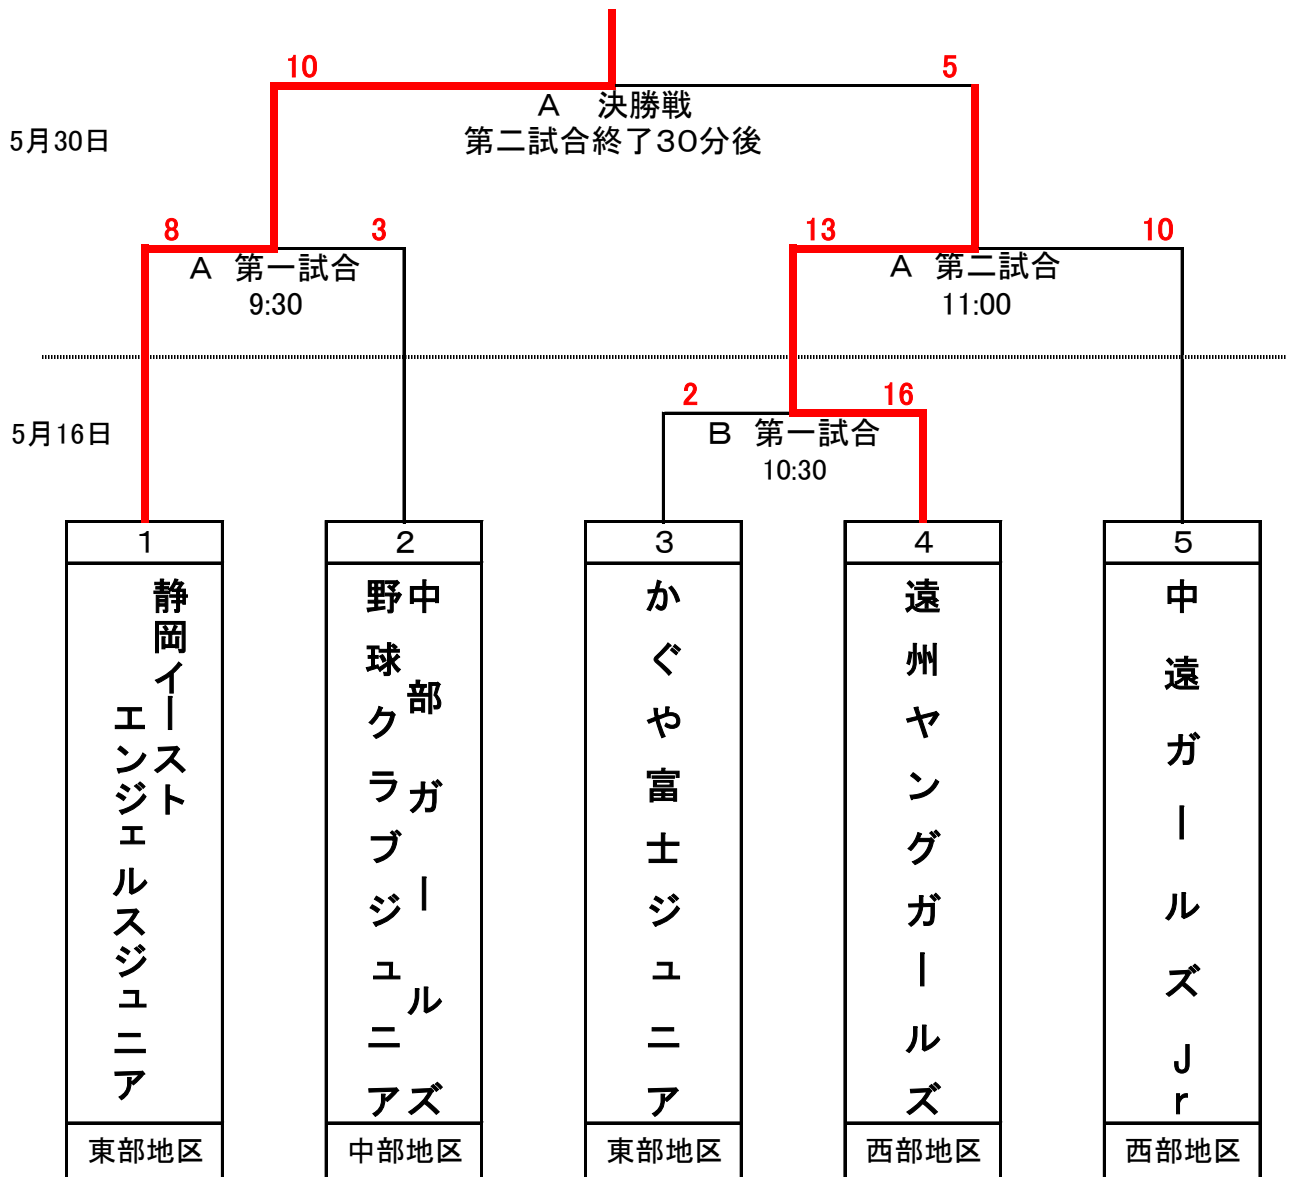 10
5
A 決勝戦
5月30日
第二試合終了30分後
8
3
13
10
A 第一試合
A 第二試合
9:30
11:00
2
16
5月16日
B 第一試合
10:30
1
2
3
4
5
静岡イースト
エンジェルスジュニア
中部ガールズ
野球クラブジュニア
かぐや富士ジュニア
遠州ヤングガールズ
中遠ガールズJr
東部地区
中部地区
東部地区
西部地区
西部地区